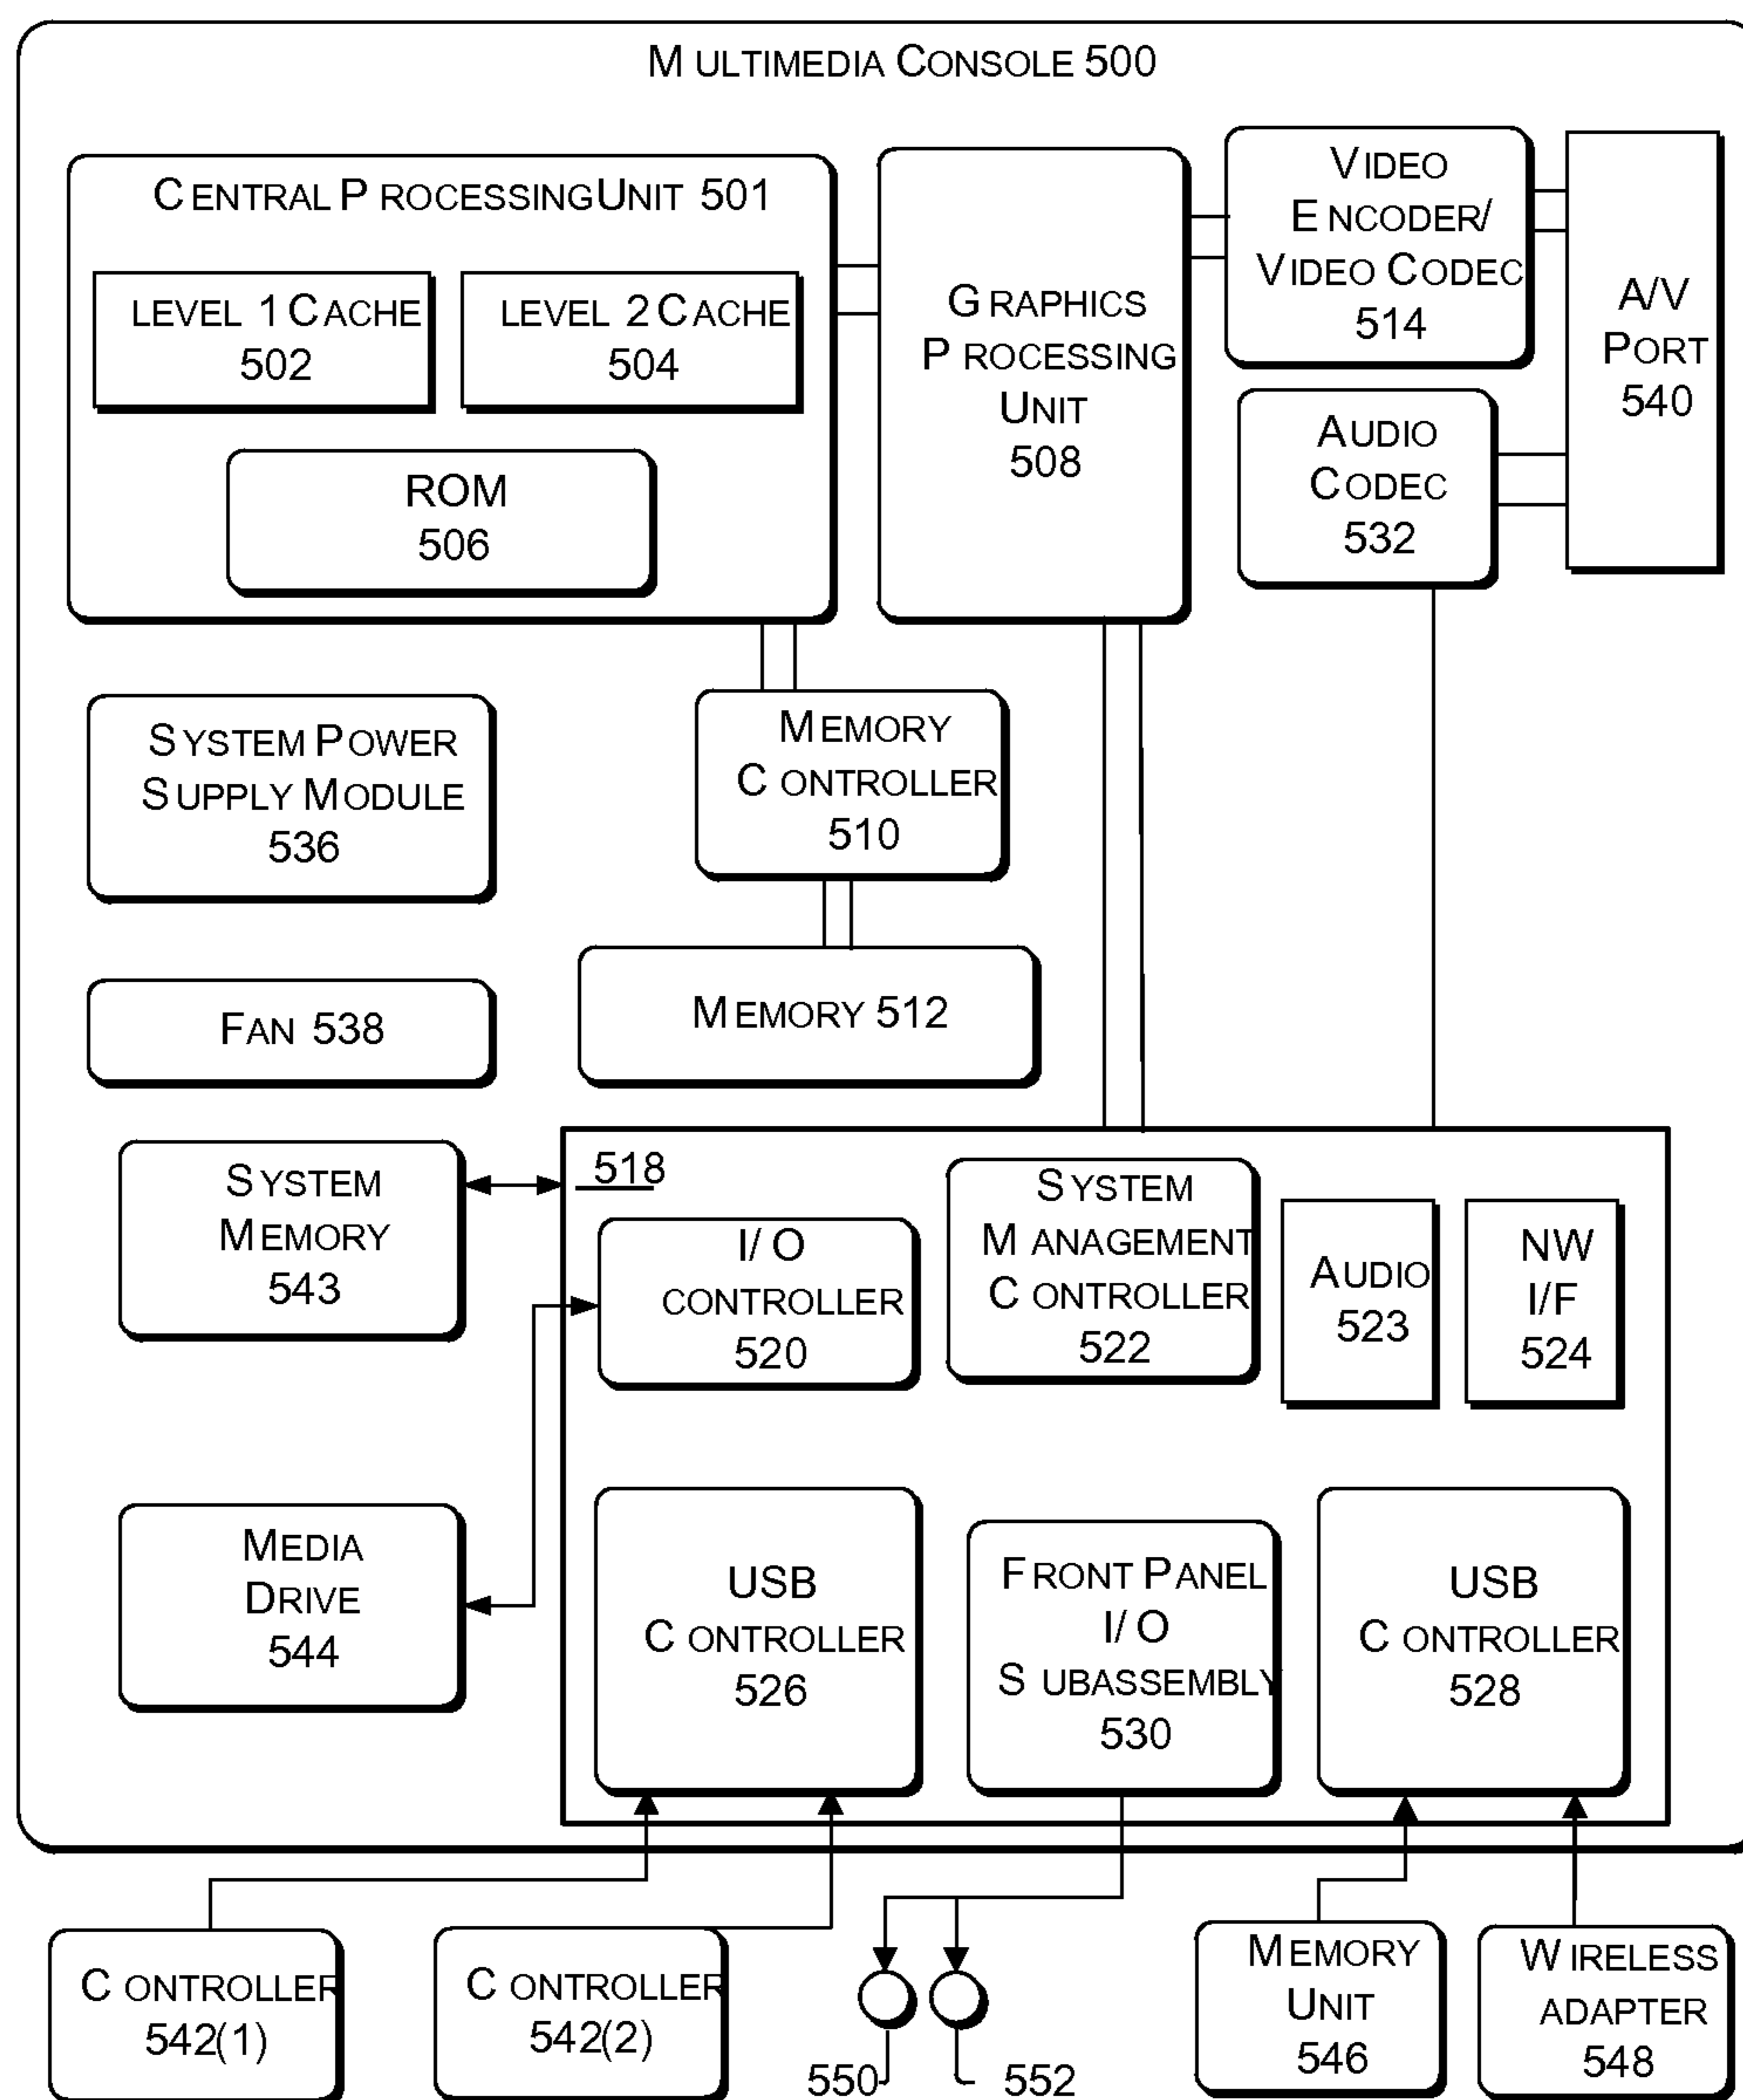 MULTIMEDIA CONSOLE 500
CENTRAL PROCESSING UNIT 501
LEVEL 1 CACHE
502
LEVEL 2 CACHE
504
ROM
506
GRAPHICS
PROCESSING
UNIT
508
VIDEO
ENCODER/
VIDEO CODEC
514
AUDIO
CODEC
532
A/V
PORT
540
SYSTEM POWER
SUPPLY MODULE
536
MEMORY
CONTROLLER
510
FAN 538
MEMORY 512
SYSTEM
MEMORY
543
518
I/O
CONTROLLER
520
SYSTEM
MANAGEMENT
CONTROLLER
522
AUDIO
523
NW
I/F
524
MEDIA
DRIVE
544
USB
CONTROLLER
526
FRONT PANEL
I/O
SUBASSEMBLY
530
USB
CONTROLLER
528
CONTROLLER
542(1)
CONTROLLER
542(2)
550
552
MEMORY
UNIT
546
WIRELESS
ADAPTER
548